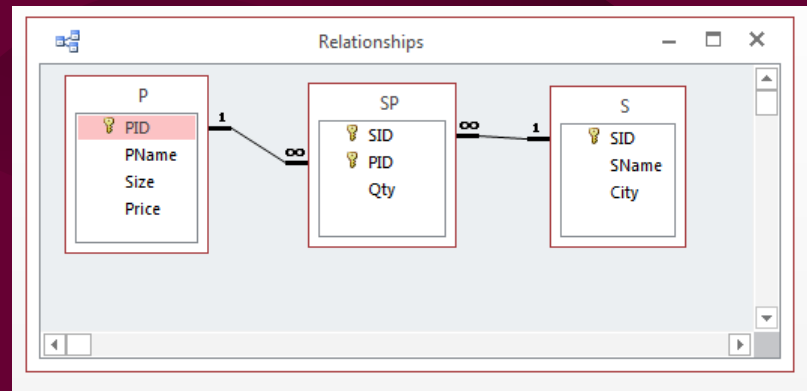 Relationships
P
PID
PName
Size
Price
1
∞
SP
SID
PID
Qty
∞
1
S
SID
SName
City